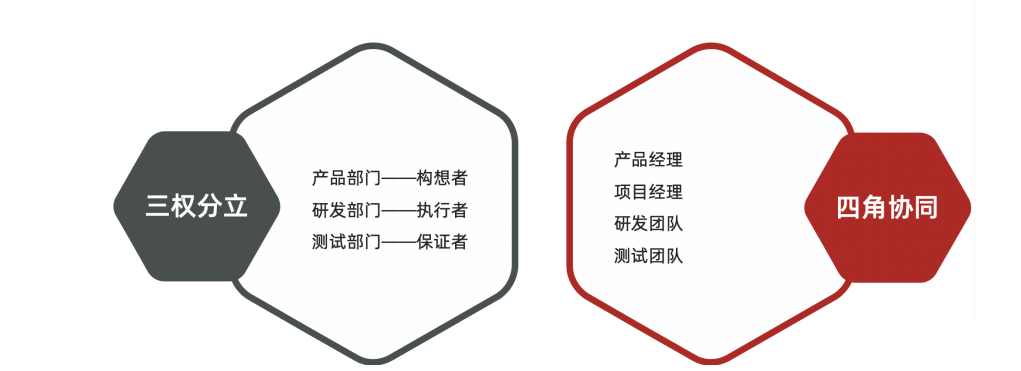 三权分立
产品部门——构想者
研发部门——执行者
测试部门——保证者
产品经理
项目经理
研发团队
测试团队
四角协同